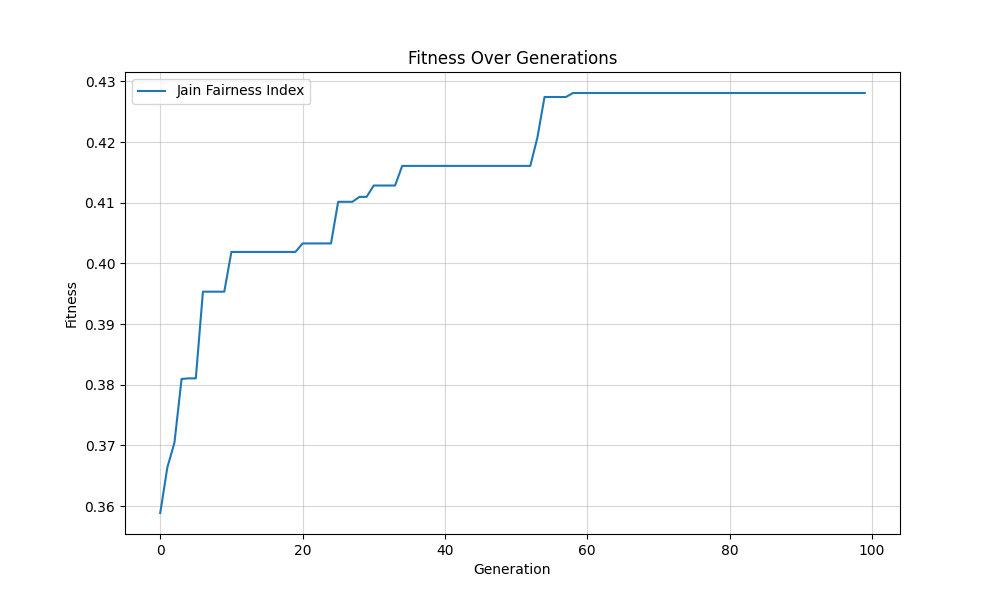 Fitness Over Generations
Jain Fairness Index
0.43
0.42
0.41
0.40
0.39
0.38
0.37
0.36
Fitness
0 20 40 60 80 100
Generation